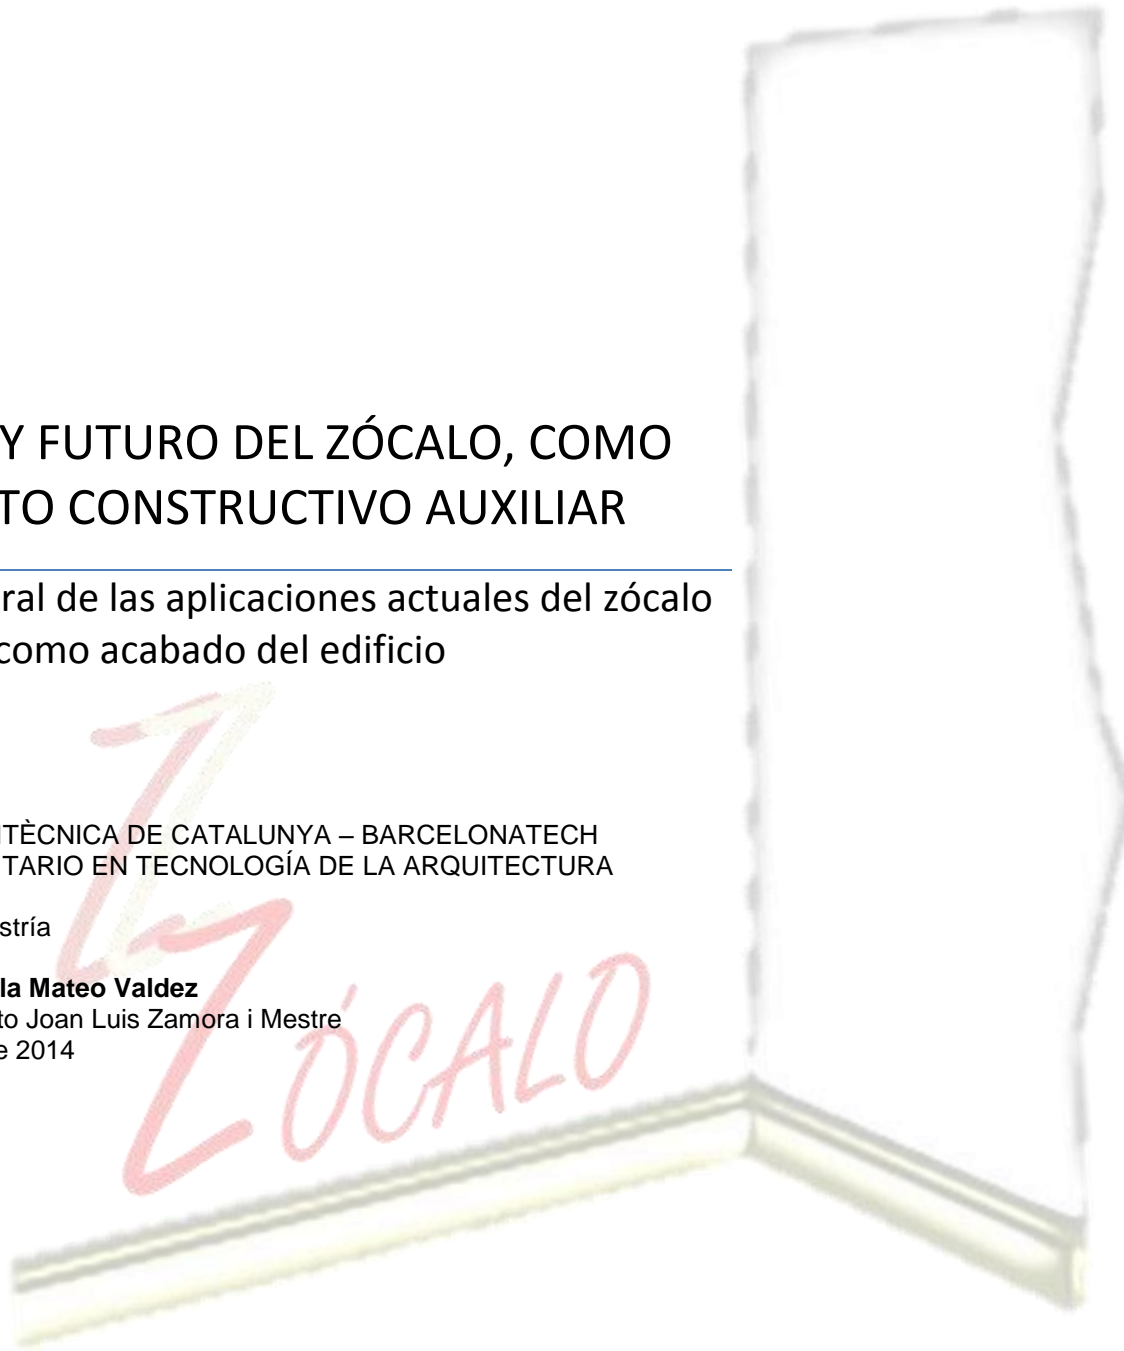 Y FUTURO DEL ZÓCALO, COMO
TO CONSTRUCTIVO AUXILIAR
ral de las aplicaciones actuales del zócalo
como acabado del edificio
ITÈCNICA DE CATALUNYA – BARCELONATECH
TARIO EN TECNOLOGÍA DE LA ARQUITECTURA
stría
la Mateo Valdez
to Joan Luis Zamora i Mestre
e 2014
Z
ZÓCALO